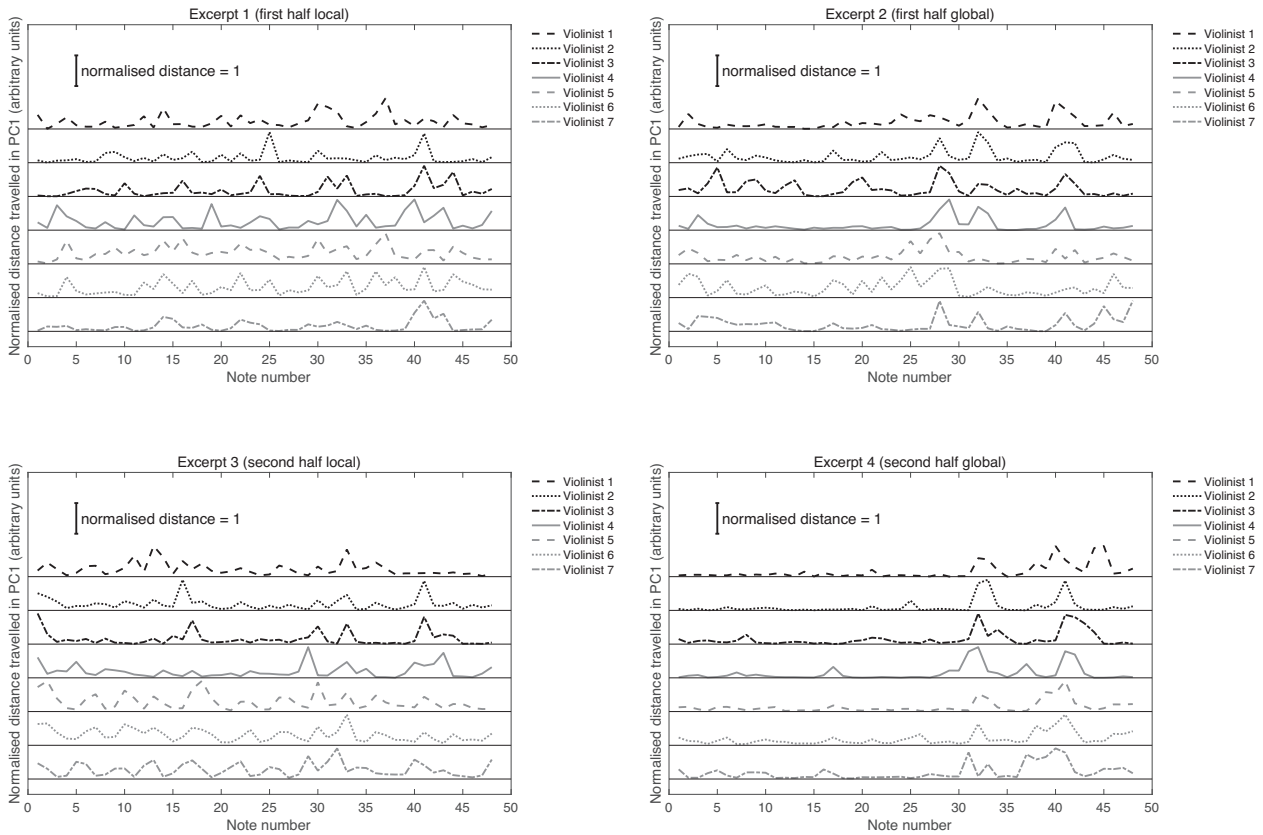 Excerpt 1 (first half local)
Normalised distance travelled in PC1 (arbitrary units)
normalised distance = 1
Violinist 1
Violinist 2
Violinist 3
Violinist 4
Violinist 5
Violinist 6
Violinist 7
0 5 10 15 20 25 30 35 40 45 50
Note number
Excerpt 2 (first half global)
Normalised distance travelled in PC1 (arbitrary units)
normalised distance = 1
Violinist 1
Violinist 2
Violinist 3
Violinist 4
Violinist 5
Violinist 6
Violinist 7
0 5 10 15 20 25 30 35 40 45 50
Note number
Excerpt 3 (second half local)
Normalised distance travelled in PC1 (arbitrary units)
normalised distance = 1
Violinist 1
Violinist 2
Violinist 3
Violinist 4
Violinist 5
Violinist 6
Violinist 7
0 5 10 15 20 25 30 35 40 45 50
Note number
Excerpt 4 (second half global)
Normalised distance travelled in PC1 (arbitrary units)
normalised distance = 1
Violinist 1
Violinist 2
Violinist 3
Violinist 4
Violinist 5
Violinist 6
Violinist 7
0 5 10 15 20 25 30 35 40 45 50
Note number